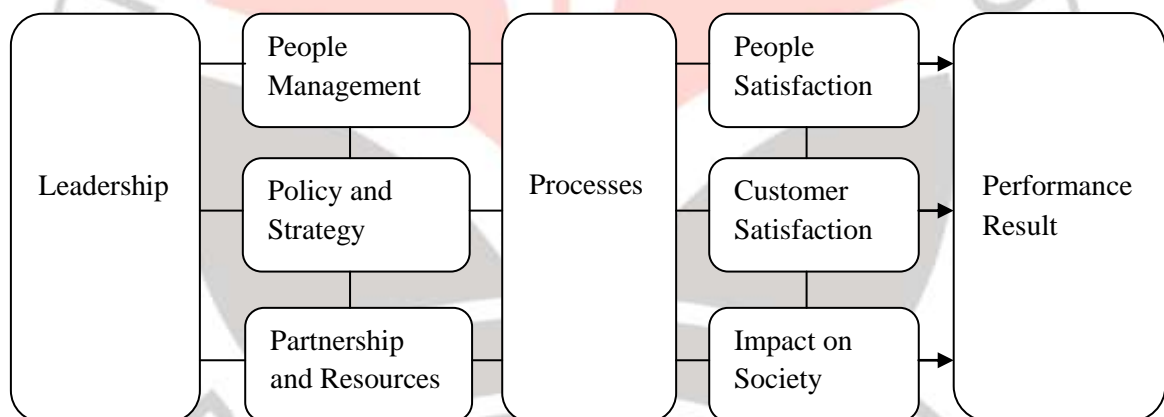 Leadership
People
Management
Policy and
Strategy
Partnership
and Resources
Processes
People
Satisfaction
Customer
Satisfaction
Impact on
Society
Performance
Result